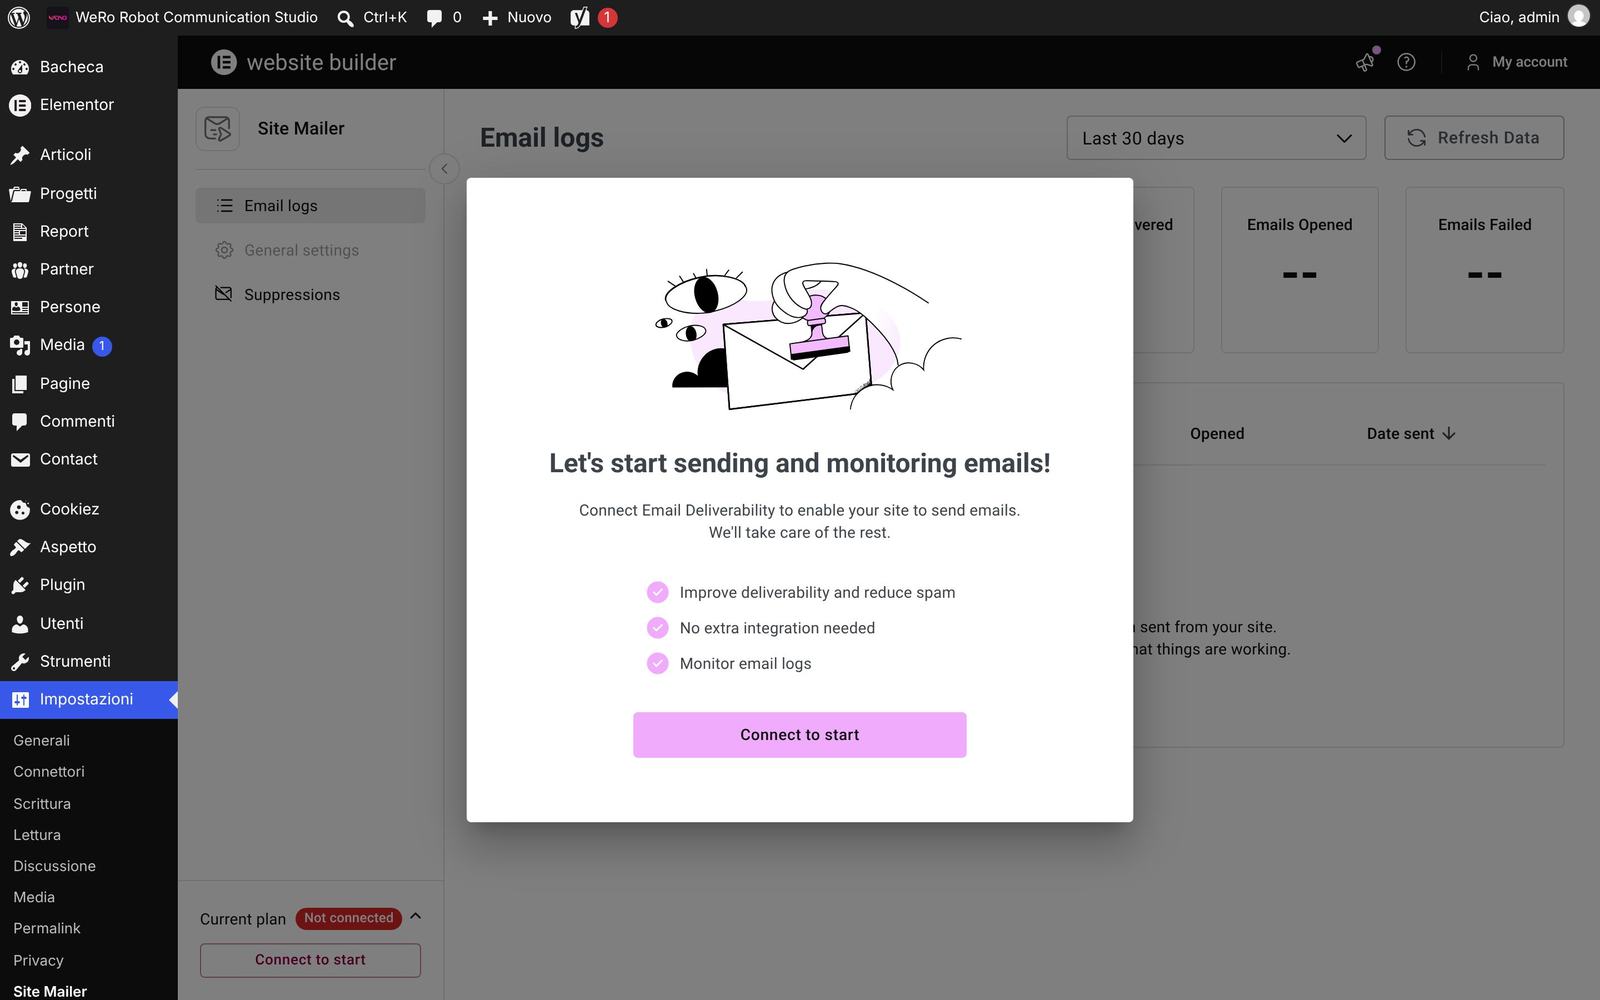 WeRo Robot Communication Studio
Ctrl+K
0
Nuovo
1
Ciao, admin
Bacheca
Elementor
Articoli
Progetti
Report
Partner
Persone
Media 1
Pagine
Commenti
Contact
Cookiez
Aspetto
Plugin
Utenti
Strumenti
Impostazioni
Generali
Connettori
Scrittura
Lettura
Discussione
Media
Permalink
Privacy
Site Mailer
website builder
My account
Site Mailer
Email logs
General settings
Suppressions
Current plan Not connected
Connect to start
Email logs
Last 30 days
Refresh Data
vered
Emails Opened
--
Emails Failed
--
Opened
Date sent
sent from your site.
hat things are working.
Let's start sending and monitoring emails!
Connect Email Deliverability to enable your site to send emails.
We'll take care of the rest.
Improve deliverability and reduce spam
No extra integration needed
Monitor email logs
Connect to start